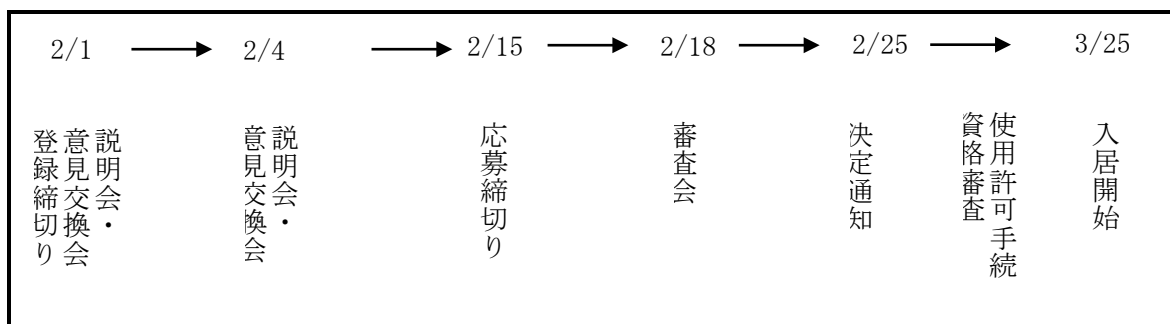 2/1
2/4
2/15
2/18
2/25
3/25
説明会・
意見交換会
登録締切り
説明会・
意見交換会
応募締切り
審査会
決定通知
使用許可手続
資格審査
入居開始